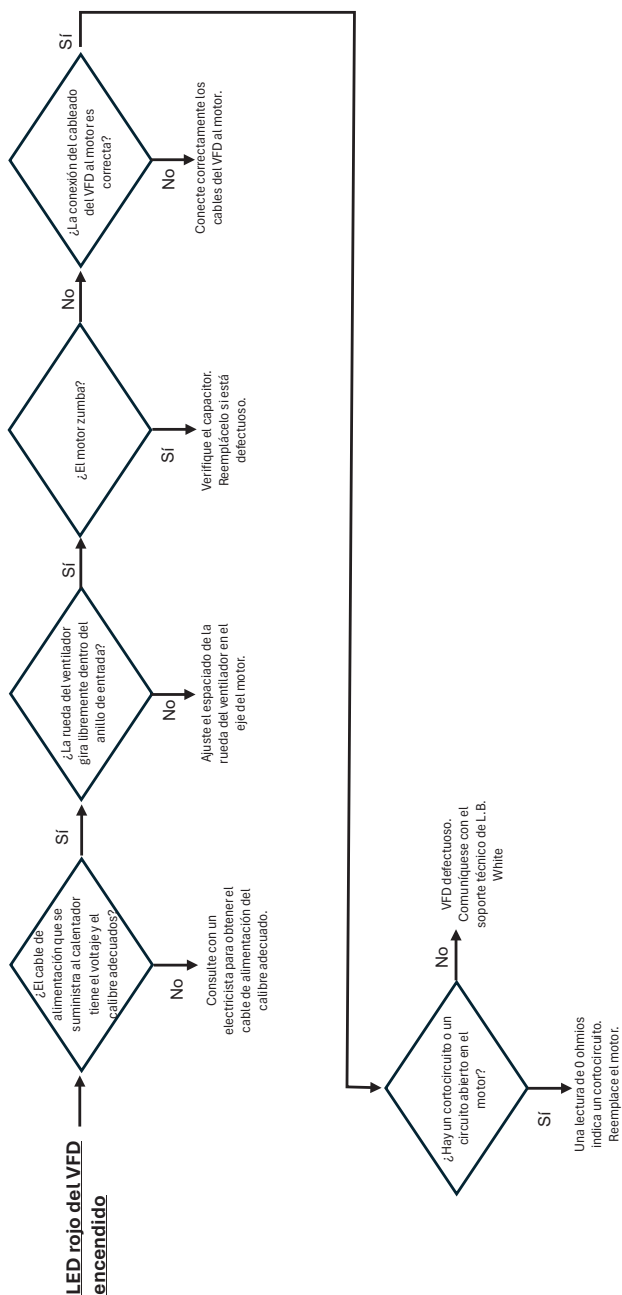 LED rojo del VFD
encendido
¿El cable de
alimentación que se
suministra al calentador
tiene el voltaje y el
calibre adecuados?
No
Consulte con un
electricista para obtener el
cable de alimentación del
calibre adecuado.
Sí
¿La rueda del ventilador
gira libremente dentro del
anillo de entrada?
No
Ajuste el espaciado de la
rueda del ventilador en el
eje del motor.
Sí
¿El motor zumba?
Sí
Verifique el capacitor.
Reemplácelo si está
defectuoso.
No
¿La conexión del cableado
del VFD al motor es
correcta?
No
Conecte correctamente los
cables del VFD al motor.
Sí
¿Hay un cortocircuito o un
circuito abierto en el
motor?
Sí
Una lectura de 0 ohmios
indica un cortocircuito.
Remplace el motor.
No
VFD defectuoso.
Comuníquese con el
soporte técnico de L.B.
White